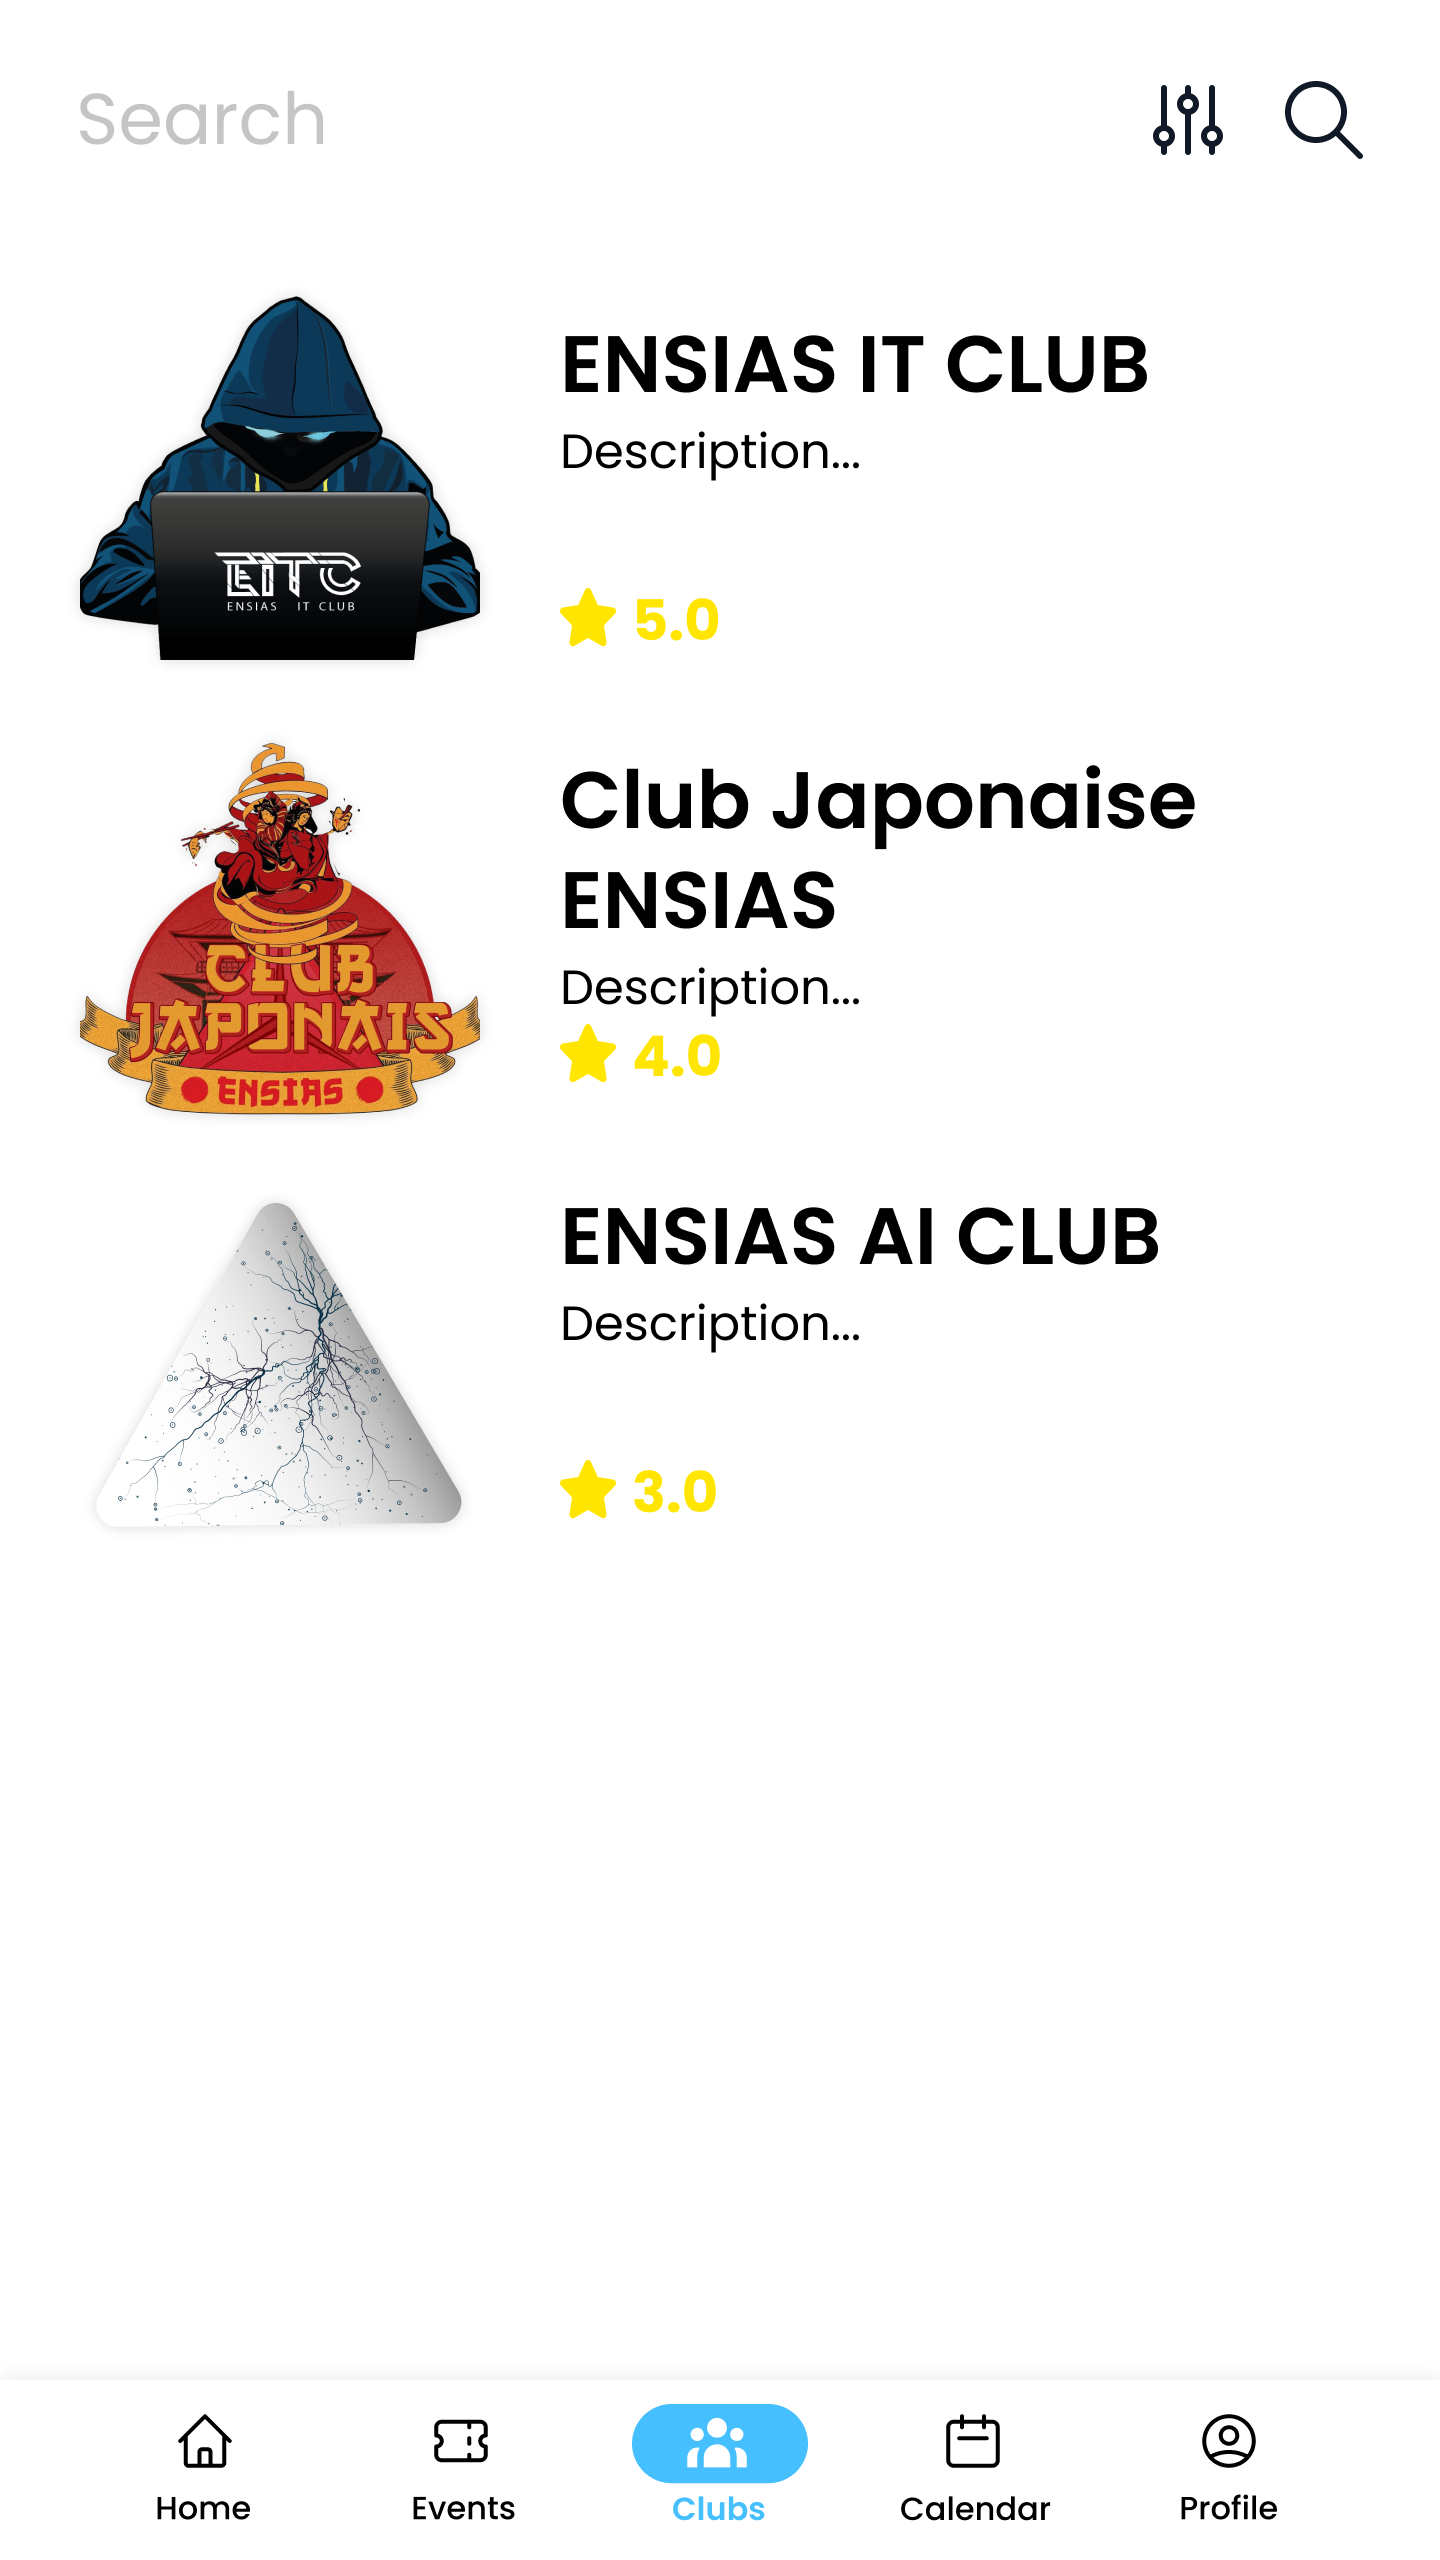 Search
EITC
ENSIAS IT CLUB
ENSIAS IT CLUB
Description...
5.0
CLUB
JAPONAIS
ENSIAS
Club Japonaise
ENSIAS
Description...
4.0
ENSIAS AI CLUB
Description...
3.0
Home
Events
Clubs
Calendar
Profile